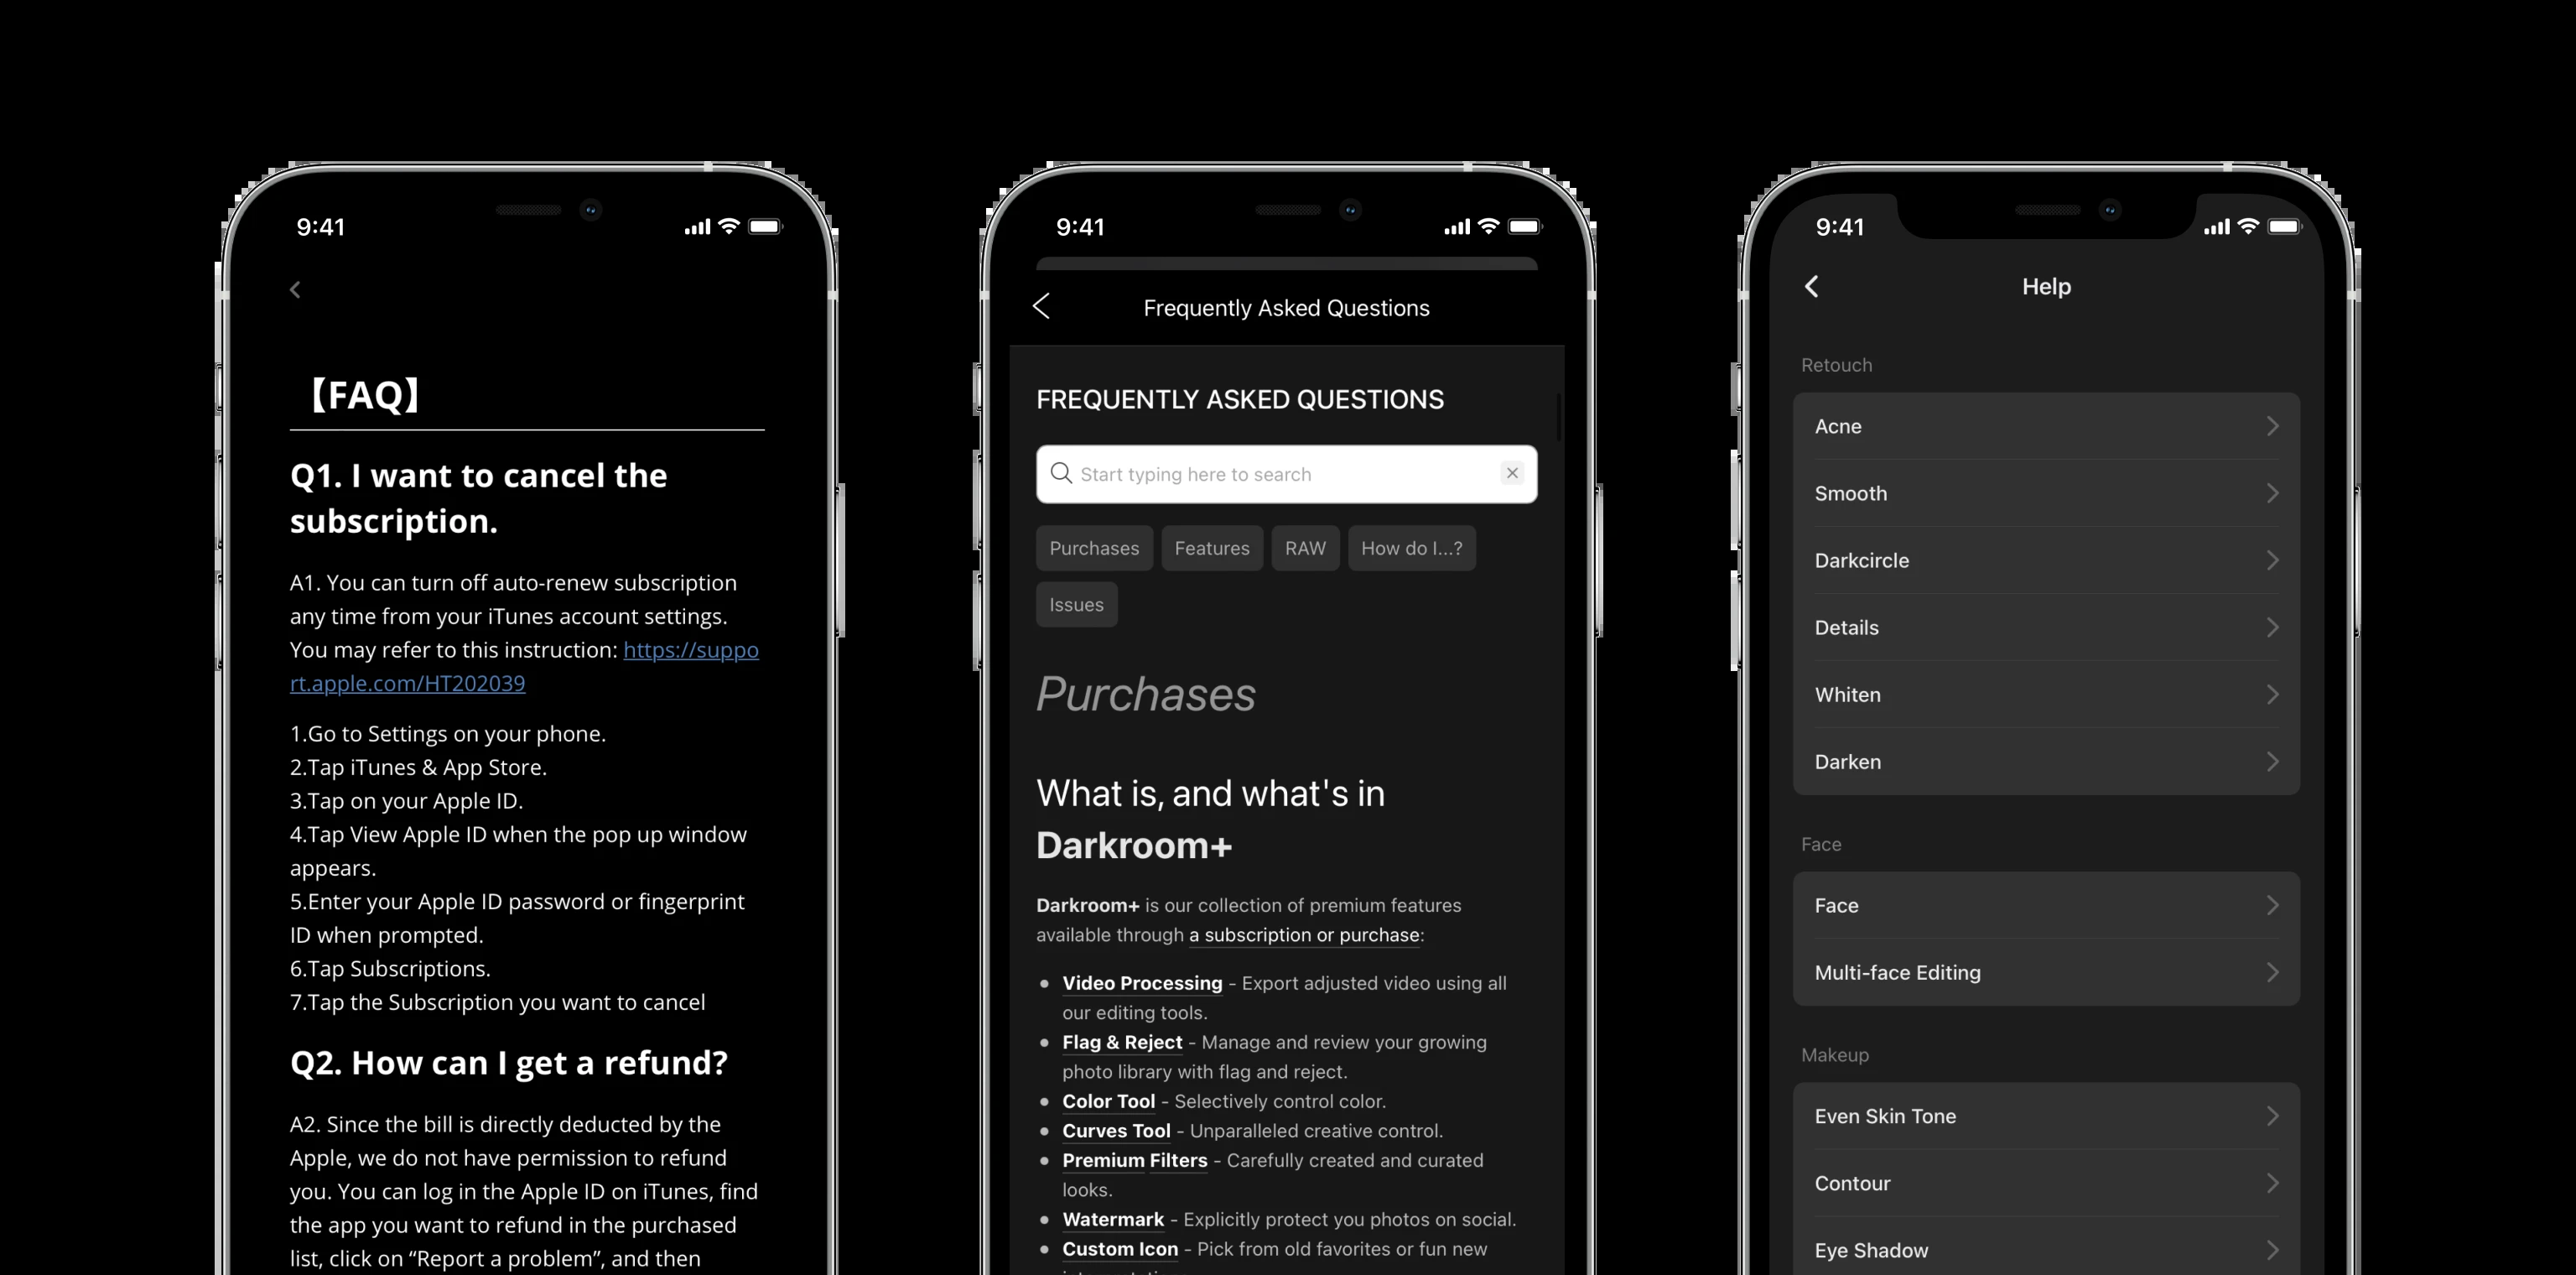 9:41
【FAQ】
Q1. I want to cancel the
subscription.
A1. You can turn off auto-renew subscription
any time from your iTunes account settings.
You may refer to this instruction: https://suppo
rt.apple.com/HT202039
1.Go to Settings on your phone.
2.Tap iTunes & App Store.
3.Tap on your Apple ID.
4.Tap View Apple ID when the pop up window
appears.
5.Enter your Apple ID password or fingerprint
ID when prompted.
6.Tap Subscriptions.
7.Tap the Subscription you want to cancel
Q2. How can I get a refund?
A2. Since the bill is directly deducted by the
Apple, we do not have permission to refund
you. You can log in the Apple ID on iTunes, find
the app you want to refund in the purchased
list, click on “Report a problem”, and then
9:41
Frequently Asked Questions
FREQUENTLY ASKED QUESTIONS
Start typing here to search
Purchases
Features
RAW
How do I...?
Issues
Purchases
What is, and what's in
Darkroom+
Darkroom+ is our collection of premium features
available through a subscription or purchase:
Video Processing - Export adjusted video using all
our editing tools.
Flag & Reject - Manage and review your growing
photo library with flag and reject.
Color Tool - Selectively control color.
Curves Tool - Unparalleled creative control.
Premium Filters - Carefully created and curated
looks.
Watermark - Explicitly protect you photos on social.
Custom Icon - Pick from old favorites or fun new
9:41
Help
Retouch
Acne
Smooth
Darkcircle
Details
Whiten
Darken
Face
Face
Multi-face Editing
Makeup
Even Skin Tone
Contour
Eye Shadow